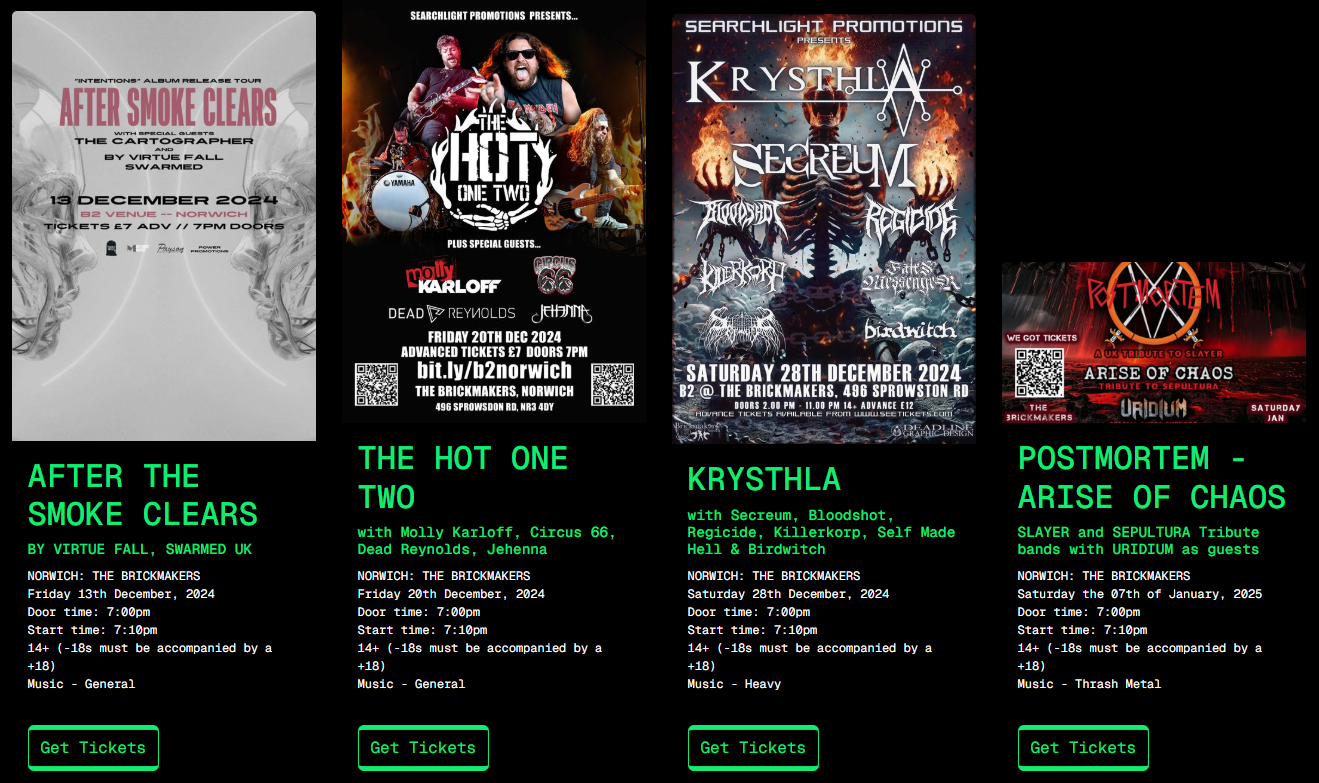 "INTENTIONS" ALBUM RELEASE TOUR
AFTER SMOKE CLEARS
WITH SPECIAL GUESTS
THE CARTOGRAPHER
AND
BY VIRTUE FALL
SWARMED
13 DECEMBER 2024
B2 VENUE -- NORWICH
TICKETS £7 ADV // 7PM DOORS
POWER
PROMOTIONS
AFTER THE
SMOKE CLEARS
BY VIRTUE FALL, SWARMED UK
NORWICH: THE BRICKMAKERS
Friday 13th December, 2024
Door time: 7:00pm
Start time: 7:10pm
14+ (-18s must be accompanied by a
+18)
Music - General
Get Tickets
SEARCHLIGHT PROMOTIONS PRESENTS...
THE
HOT
ONE TWO
YAMAHA
PLUS SPECIAL GUESTS...
molly
KARLOFF
CIRCUS
66
DEAD REYNOLDS
JEHENNA
FRIDAY 20TH DEC 2024
ADVANCED TICKETS £7 DOORS 7PM
bit.ly/b2norwich
THE BRICKMAKERS, NORWICH
496 SPROWSDON RD, NR3 4DY
THE HOT ONE
TWO
with Molly Karloff, Circus 66,
Dead Reynolds, Jehenna
NORWICH: THE BRICKMAKERS
Friday 20th December, 2024
Door time: 7:00pm
Start time: 7:10pm
14+ (-18s must be accompanied by a
+18)
Music - General
Get Tickets
SEARCHLIGHT PROMOTIONS
PRESENTS
KRYSTHLA
SECREUM
BLOODSHOT
REGICIDE
KILLERKORP
Fate's
Messenger
birdwitch
SATURDAY 28TH DECEMBER 2024
B2 @ THE BRICKMAKERS, 496 SPROWSTON RD
DOORS 2.00 PM - 11.00 PM 14+ ADVANCE £12
ADVANCE TICKETS AVAILABLE FROM WWW.SEETICKETS.COM
Brickmakers
DEADLINE
GRAPHIC DESIGN
KRYSTHLA
with Secreum, Bloodshot,
Regicide, Killerkorp, Self Made
Hell & Birdwitch
NORWICH: THE BRICKMAKERS
Saturday 28th December, 2024
Door time: 7:00pm
Start time: 7:10pm
14+ (-18s must be accompanied by a
+18)
Music - Heavy
Get Tickets
POSTMORTEM
WE GOT TICKETS
A UK TRIBUTE TO SLAYER
ARISE OF CHAOS
TRIBUTE TO SEPULTURA
URIDIUM
THE
BRICKMAKERS
SATURDAY
JAN
POSTMORTEM -
ARISE OF CHAOS
SLAYER and SEPULTURA Tribute
bands with URIDIUM as guests
NORWICH: THE BRICKMAKERS
Saturday the 07th of January, 2025
Door time: 7:00pm
Start time: 7:10pm
14+ (-18s must be accompanied by a
+18)
Music - Thrash Metal
Get Tickets